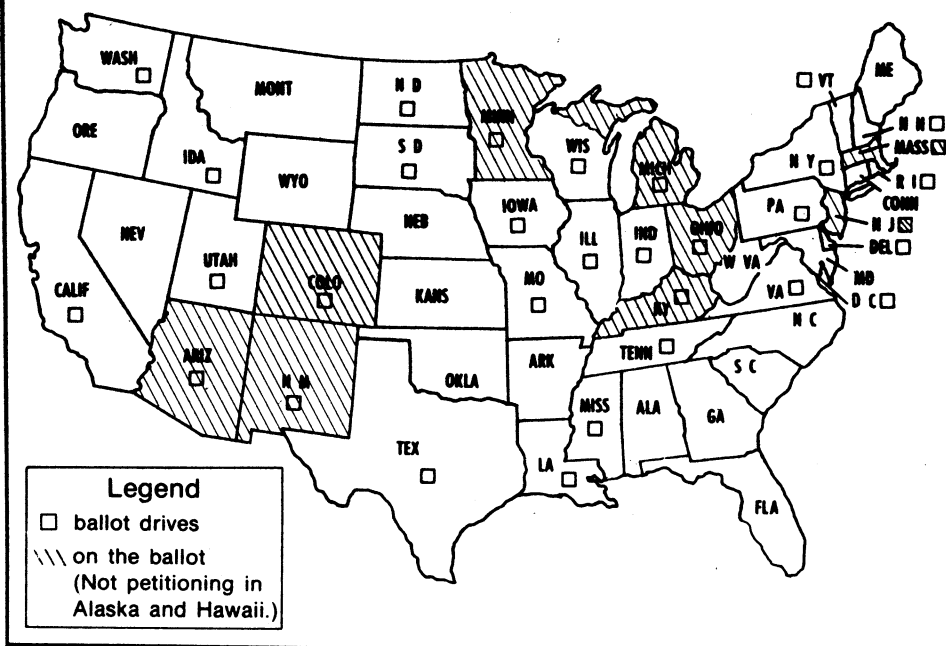 WASH
MONT
N D
MINN
ME
VT
ORE
IDA
WYO
S D
WIS
MICH
N Y
N H
MASS
R I
CONN
NEV
UTAH
NEB
IOWA
ILL
IND
OHIO
PA
N J
DEL
MD
D C
W VA
VA
CALIF
COLO
KANS
MO
KY
N C
ARIZ
N M
OKLA
ARK
TENN
S C
TEX
LA
MISS
ALA
GA
FLA
Legend
ballot drives
on the ballot
(Not petitioning in
Alaska and Hawaii.)